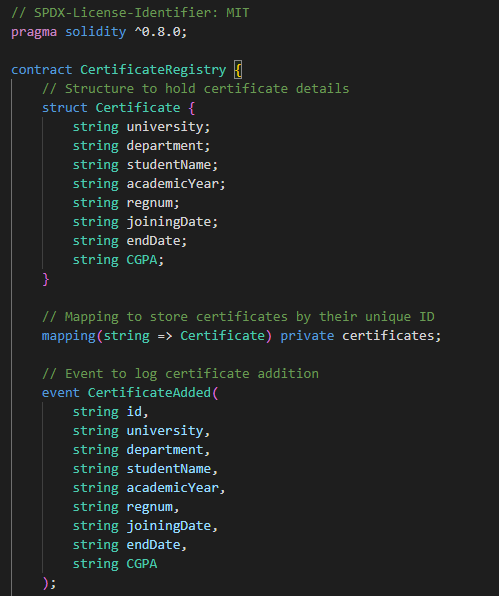 // SPDX-License-Identifier: MIT
pragma solidity ^0.8.0;

contract CertificateRegistry {
    // Structure to hold certificate details
    struct Certificate {
        string university;
        string department;
        string studentName;
        string academicYear;
        string regnum;
        string joiningDate;
        string endDate;
        string CGPA;
    }

    // Mapping to store certificates by their unique ID
    mapping(string => Certificate) private certificates;

    // Event to log certificate addition
    event CertificateAdded(
        string id,
        string university,
        string department,
        string studentName,
        string academicYear,
        string regnum,
        string joiningDate,
        string endDate,
        string CGPA
    );